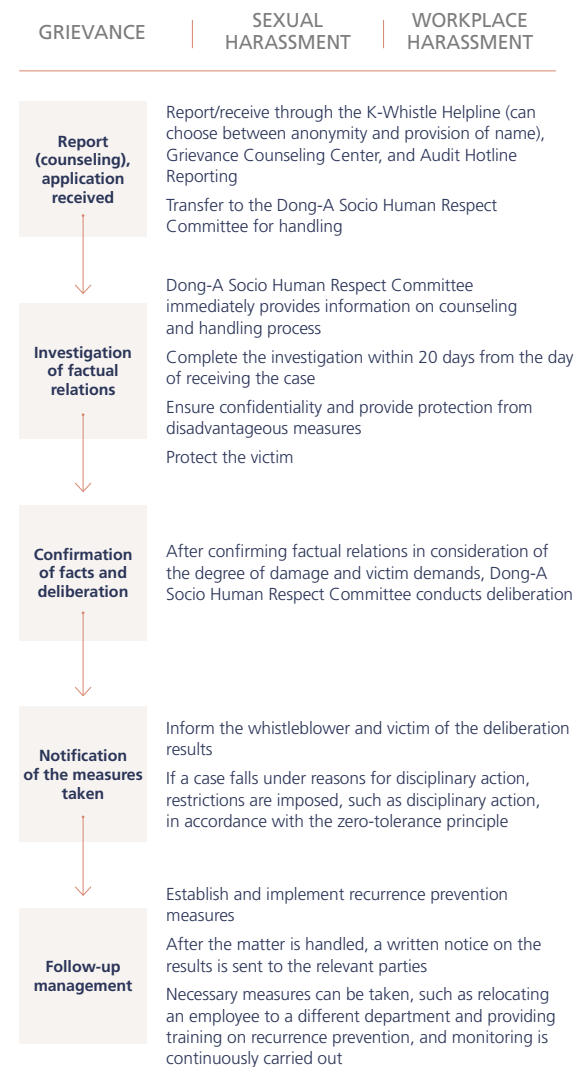 GRIEVANCE
SEXUAL
HARASSMENT
WORKPLACE
HARASSMENT
Report
(counseling),
application
received
Report/receive through the K-Whistle Helpline (can
choose between anonymity and provision of name),
Grievance Counseling Center, and Audit Hotline
Reporting
Transfer to the Dong-A Socio Human Respect
Committee for handling
Investigation
of factual
relations
Dong-A Socio Human Respect Committee
immediately provides information on counseling
and handling process
Complete the investigation within 20 days from the day
of receiving the case
Ensure confidentiality and provide protection from
disadvantageous measures
Protect the victim
Confirmation
of facts and
deliberation
After confirming factual relations in consideration of
the degree of damage and victim demands, Dong-A
Socio Human Respect Committee conducts deliberation
Notification
of the measures
taken
Inform the whistleblower and victim of the deliberation
results
If a case falls under reasons for disciplinary action,
restrictions are imposed, such as disciplinary action,
in accordance with the zero-tolerance principle
Follow-up
management
Establish and implement recurrence prevention
measures
After the matter is handled, a written notice on the
results is sent to the relevant parties
Necessary measures can be taken, such as relocating
an employee to a different department and providing
training on recurrence prevention, and monitoring is
continuously carried out